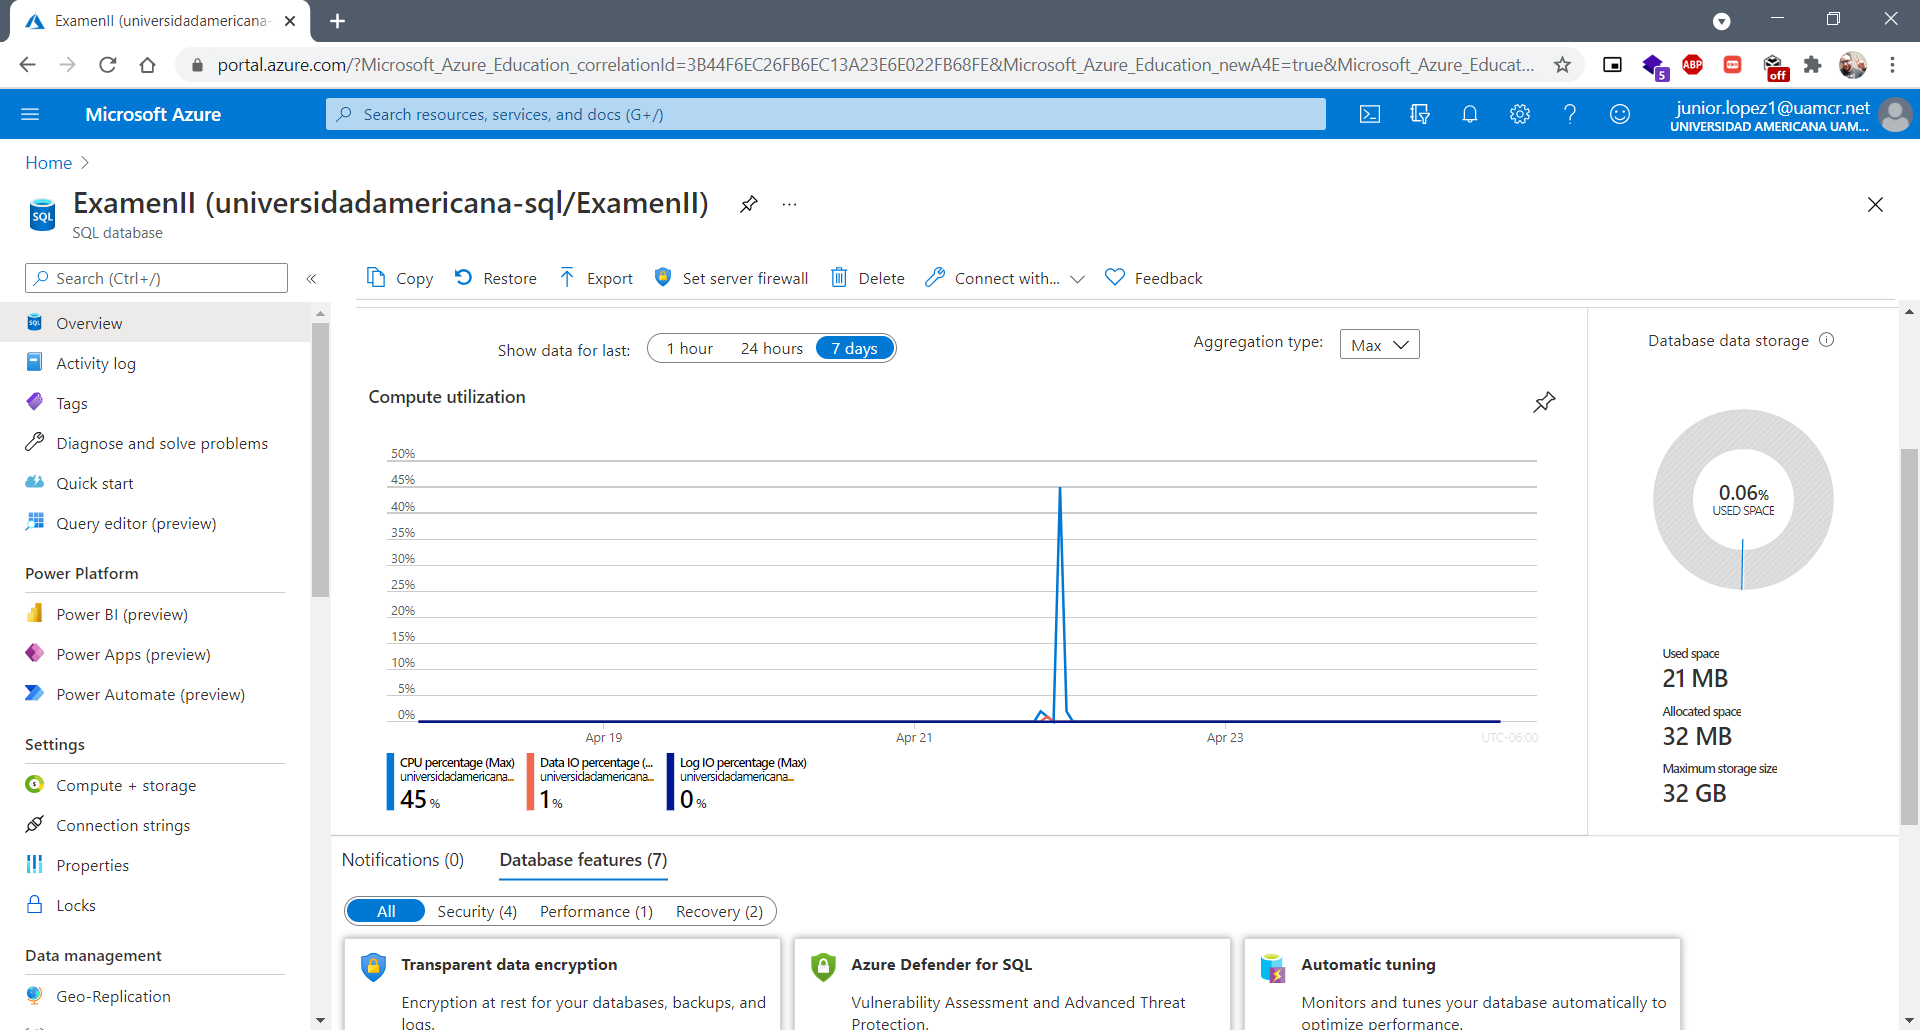 ExamenII (universidadamericana-
portal.azure.com/?Microsoft_Azure_Education_correlationId=3B44F6EC26FB6EC13A23E6E022FB68FE&Microsoft_Azure_Education_newA4E=true&Microsoft_Azure_Educat...
5
ABP
off
Microsoft Azure
Search resources, services, and docs (G+/)
junior.lopez1@uamcr.net
UNIVERSIDAD AMERICANA UAM...
Home
ExamenII (universidadamericana-sql/ExamenII)
...
SQL
SQL database
Search (Ctrl+/)
«
Copy
Restore
Export
Set server firewall
Delete
Connect with...
Feedback
Overview
Activity log
Tags
Diagnose and solve problems
Quick start
Query editor (preview)
Power Platform
Power BI (preview)
Power Apps (preview)
Power Automate (preview)
Settings
Compute + storage
Connection strings
Properties
Locks
Data management
Geo-Replication
Show data for last:
1 hour
24 hours
7 days
Aggregation type:
Max
Compute utilization
50%
45%
40%
35%
30%
25%
20%
15%
10%
5%
0%
Apr 19
Apr 21
Apr 23
UTC-06:00
CPU percentage (Max)
universidadamericana...
45 %
Data IO percentage (...
universidadamericana...
1 %
Log IO percentage (Max)
universidadamericana...
0 %
Database data storage
0.06%
USED SPACE
Used space
21 MB
Allocated space
32 MB
Maximum storage size
32 GB
Notifications (0)
Database features (7)
All
Security (4)
Performance (1)
Recovery (2)
Transparent data encryption
Encryption at rest for your databases, backups, and
logs.
Azure Defender for SQL
Vulnerability Assessment and Advanced Threat
Protection.
Automatic tuning
Monitors and tunes your database automatically to
optimize performance.